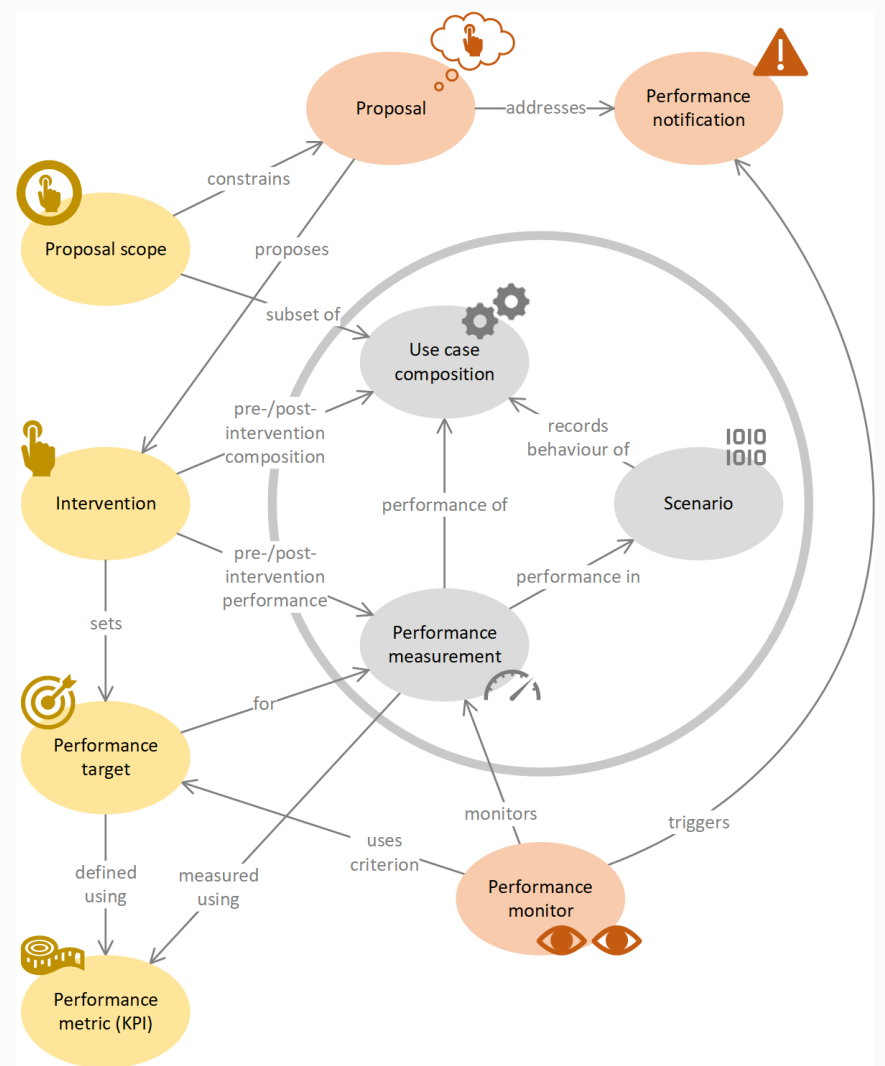 Proposal
addresses
Performance
notification
constrains
Proposal scope
proposes
subset of
Use case
composition
pre-/post-
intervention
composition
records
behaviour of
1010
1010
Intervention
performance of
Scenario
pre-/post-
intervention
performance
performance in
sets
Performance
measurement
for
Performance
target
monitors
triggers
uses
criterion
defined
using
measured
using
Performance
monitor
Performance
metric (KPI)